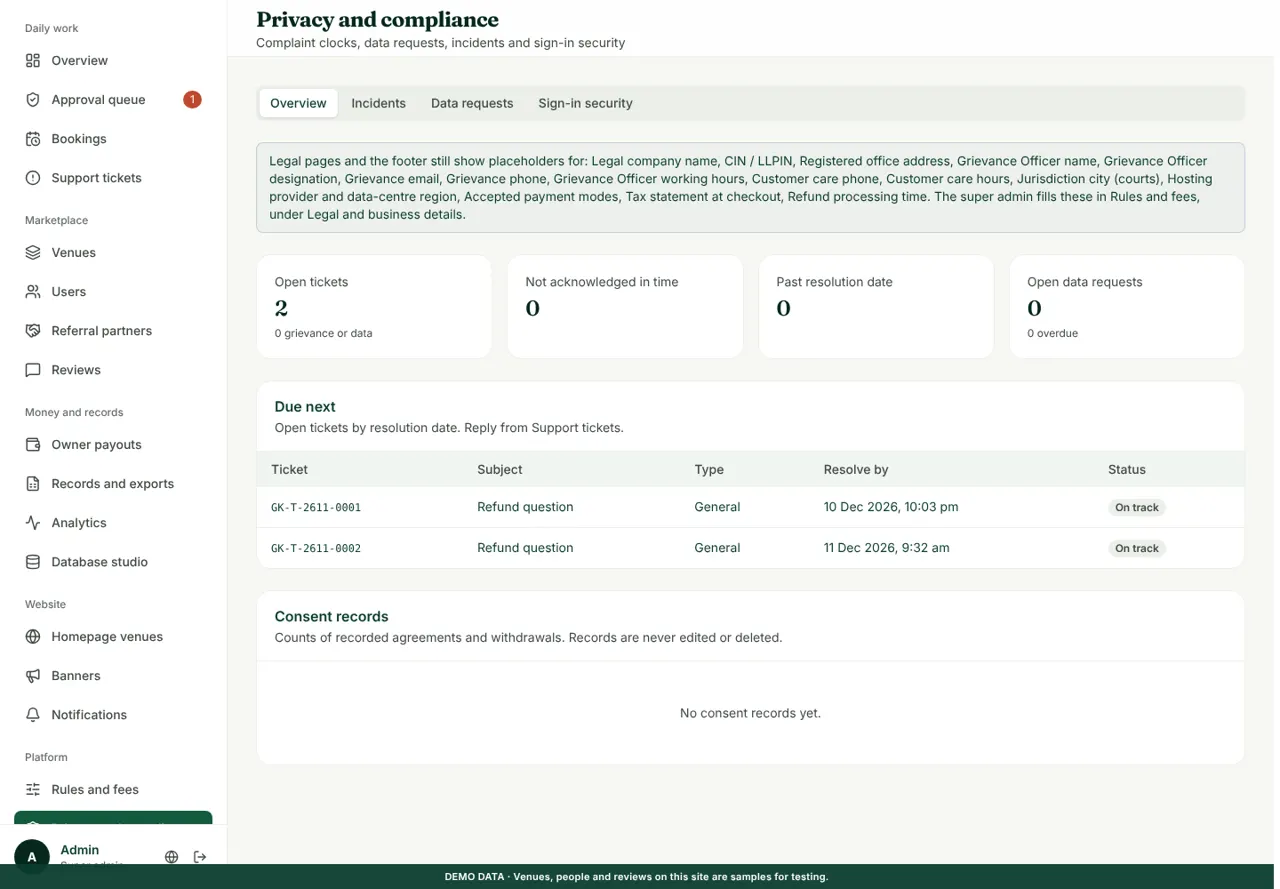 Daily work
Overview
Approval queue 1
Bookings
Support tickets
Marketplace
Venues
Users
Referral partners
Reviews
Money and records
Owner payouts
Records and exports
Analytics
Database studio
Website
Homepage venues
Banners
Notifications
Platform
Rules and fees
A
Admin
Privacy and compliance
Complaint clocks, data requests, incidents and sign-in security
Overview Incidents Data requests Sign-in security
Legal pages and the footer still show placeholders for: Legal company name, CIN / LLPIN, Registered office address, Grievance Officer name, Grievance Officer
designation, Grievance email, Grievance phone, Grievance Officer working hours, Customer care phone, Customer care hours, Jurisdiction city (courts), Hosting
provider and data-centre region, Accepted payment modes, Tax statement at checkout, Refund processing time. The super admin fills these in Rules and fees,
under Legal and business details.
Open tickets
2
0 grievance or data
Not acknowledged in time
0
Past resolution date
0
Open data requests
0
0 overdue
Due next
Open tickets by resolution date. Reply from Support tickets.
Ticket Subject Type Resolve by Status
GK-T-2611-0001 Refund question General 10 Dec 2026, 10:03 pm On track
GK-T-2611-0002 Refund question General 11 Dec 2026, 9:32 am On track
Consent records
Counts of recorded agreements and withdrawals. Records are never edited or deleted.
No consent records yet.
DEMO DATA · Venues, people and reviews on this site are samples for testing.